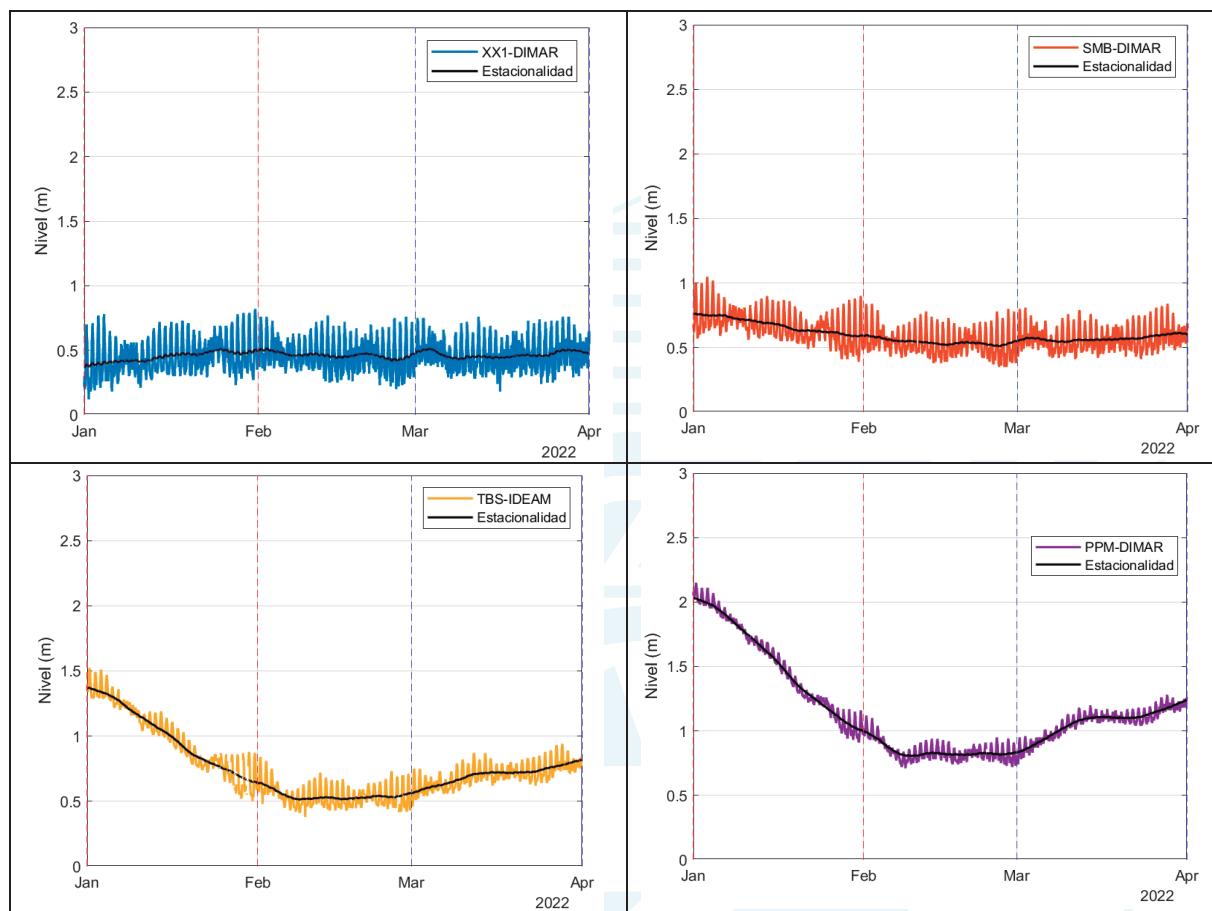 3
2.5
2
1.5
1
0.5
0
Nivel (m)
XX1-DIMAR
Estacionalidad
Jan
Feb
Mar
Apr
2022
3
2.5
2
1.5
1
0.5
0
Nivel (m)
SMB-DIMAR
Estacionalidad
Jan
Feb
Mar
Apr
2022
3
2.5
2
1.5
1
0.5
0
Nivel (m)
TBS-IDEAM
Estacionalidad
Jan
Feb
Mar
Apr
2022
3
2.5
2
1.5
1
0.5
0
Nivel (m)
PPM-DIMAR
Estacionalidad
Jan
Feb
Mar
Apr
2022